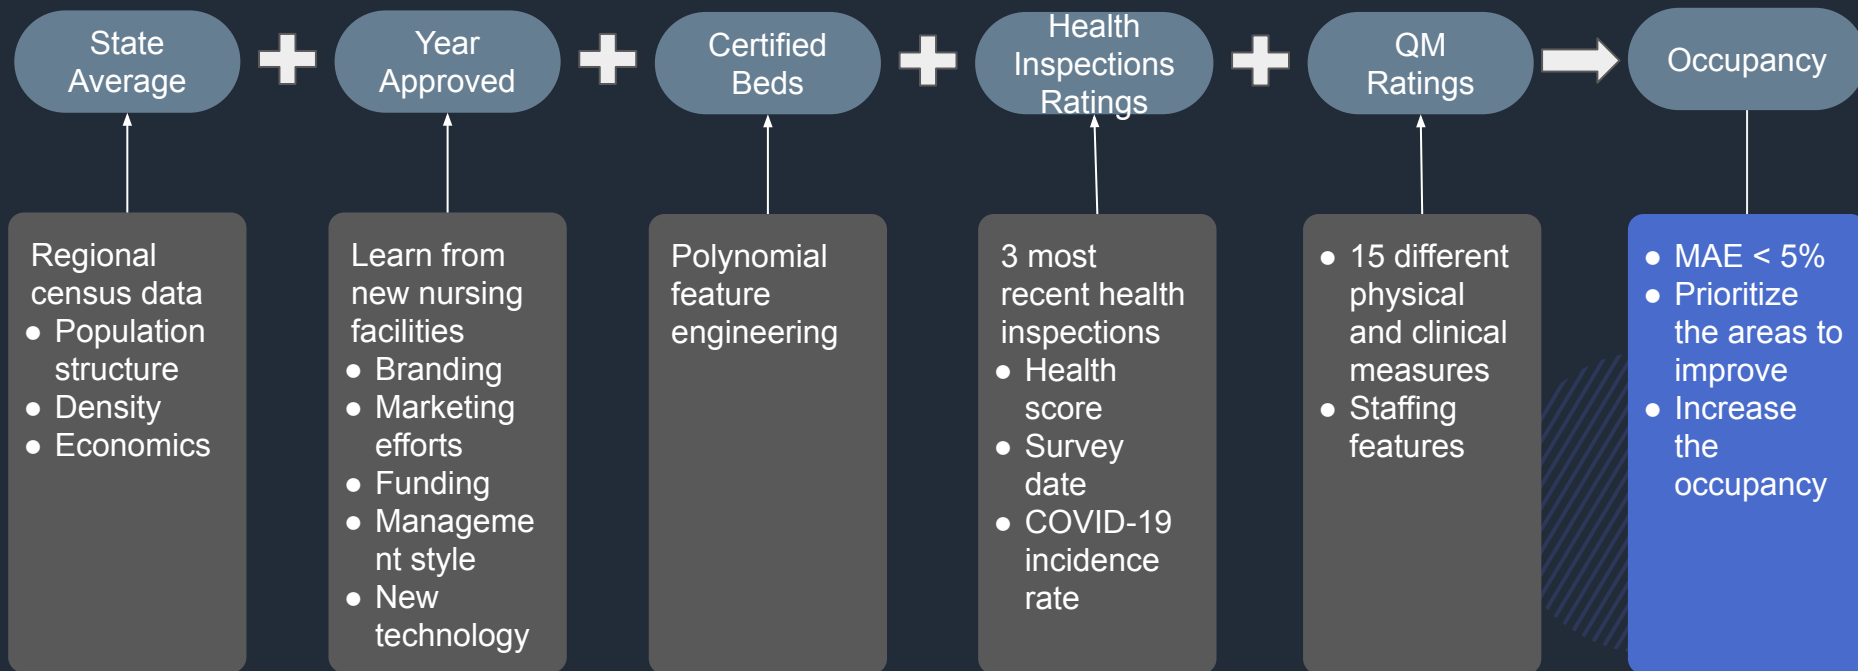 State
Average
Year
Approved
Certified
Beds
Health
Inspections
Ratings
QM
Ratings
Occupancy
Regional
census data
● Population
structure
● Density
● Economics
Learn from
new nursing
facilities
● Branding
● Marketing
efforts
● Funding
● Manageme
nt style
● New
technology
Polynomial
feature
engineering
3 most
recent health
inspections
● Health
score
● Survey
date
● COVID-19
incidence
rate
● 15 different
physical
and clinical
measures
● Staffing
features
● MAE < 5%
● Prioritize
the areas to
improve
● Increase
the
occupancy